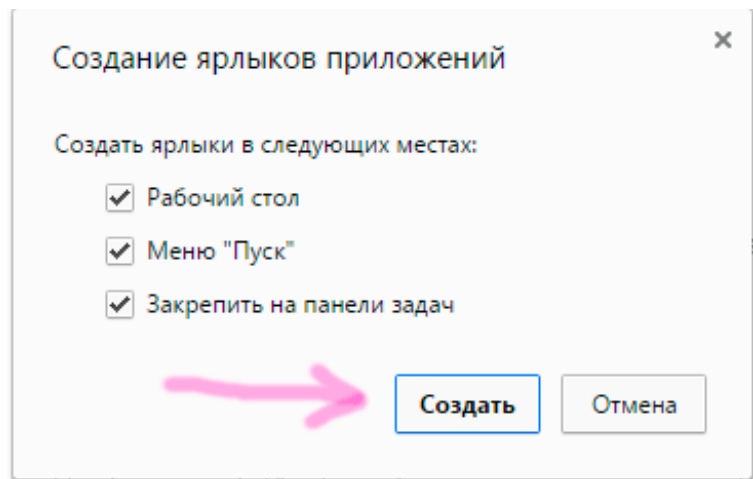 Создание ярлыков приложений
Создать ярлыки в следующих местах:
Рабочий стол
Меню "Пуск"
Закрепить на панели задач
Создать Отмена